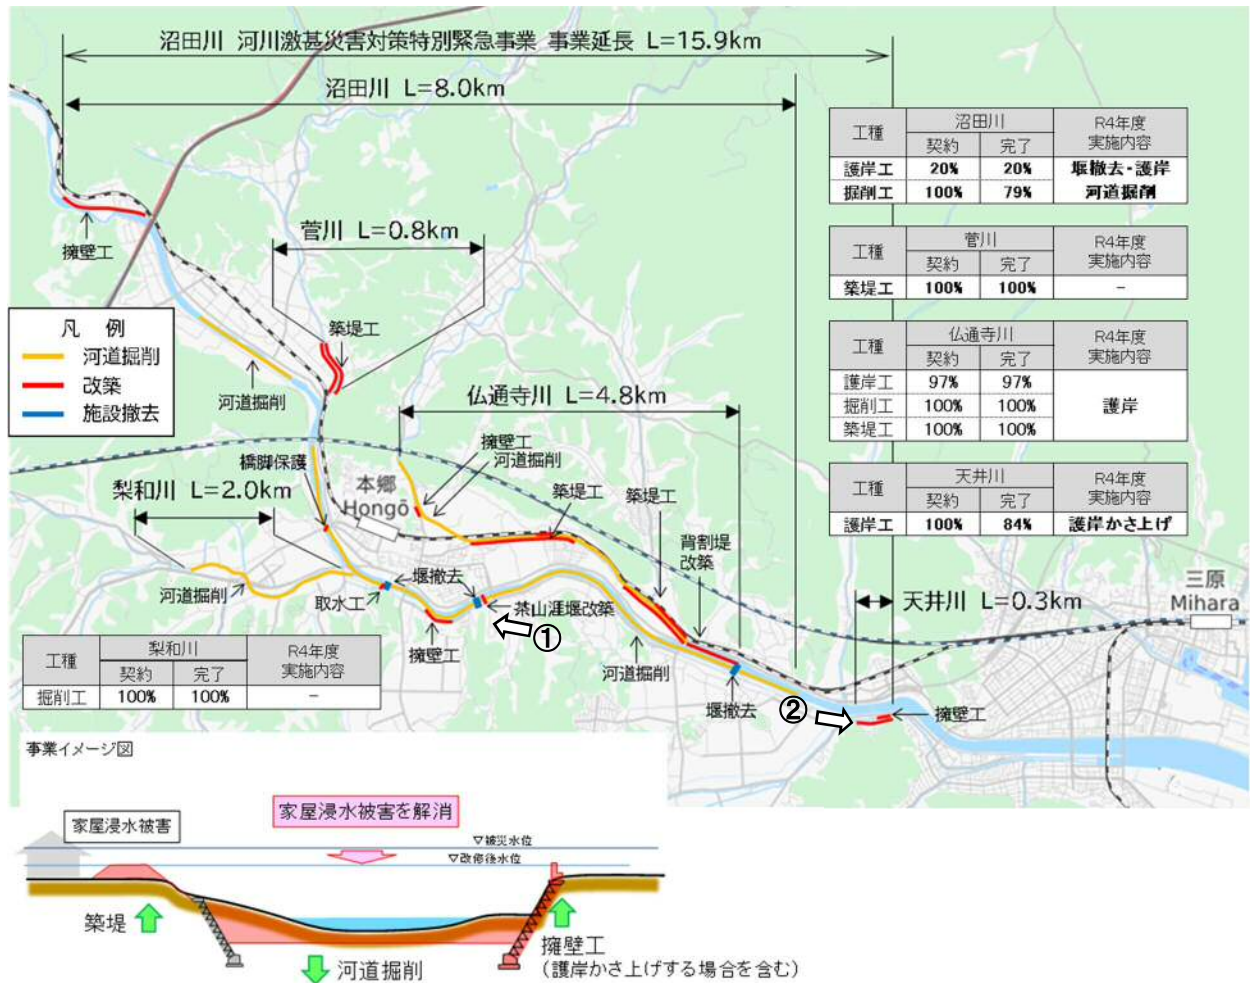 沼田川 河川激甚災害対策特別緊急事業 事業延長 L=15.9km
沼田川 L=8.0km
工種 沼田川 R4年度実施内容
契約 完了
護岸工 20% 20% 堰撤去・護岸
掘削工 100% 79% 河道掘削
擁壁工
菅川 L=0.8km
工種 菅川 R4年度実施内容
契約 完了
築堤工 100% 100% -
凡 例
河道掘削
改築
施設撤去
築堤工
河道掘削
工種 仏通寺川 R4年度実施内容
契約 完了
護岸工 97% 97% 護岸
掘削工 100% 100%
築堤工 100% 100%
仏通寺川 L=4.8km
擁壁工
河道掘削
橋脚保護
本郷
Hongō
築堤工
築堤工
梨和川 L=2.0km
工種 天井川 R4年度実施内容
契約 完了
護岸工 100% 84% 護岸かさ上げ
背割堤
改築
河道掘削
取水工
堰撤去
茶山涯堰改築
①
擁壁工
河道掘削
堰撤去
天井川 L=0.3km
三原
Mihara
②
擁壁工
工種 梨和川 R4年度実施内容
契約 完了
掘削工 100% 100% -
事業イメージ図
家屋浸水被害
家屋浸水被害を解消
▽被災水位
▽改修後水位
築堤
河道掘削
擁壁工
(護岸かさ上げする場合を含む)